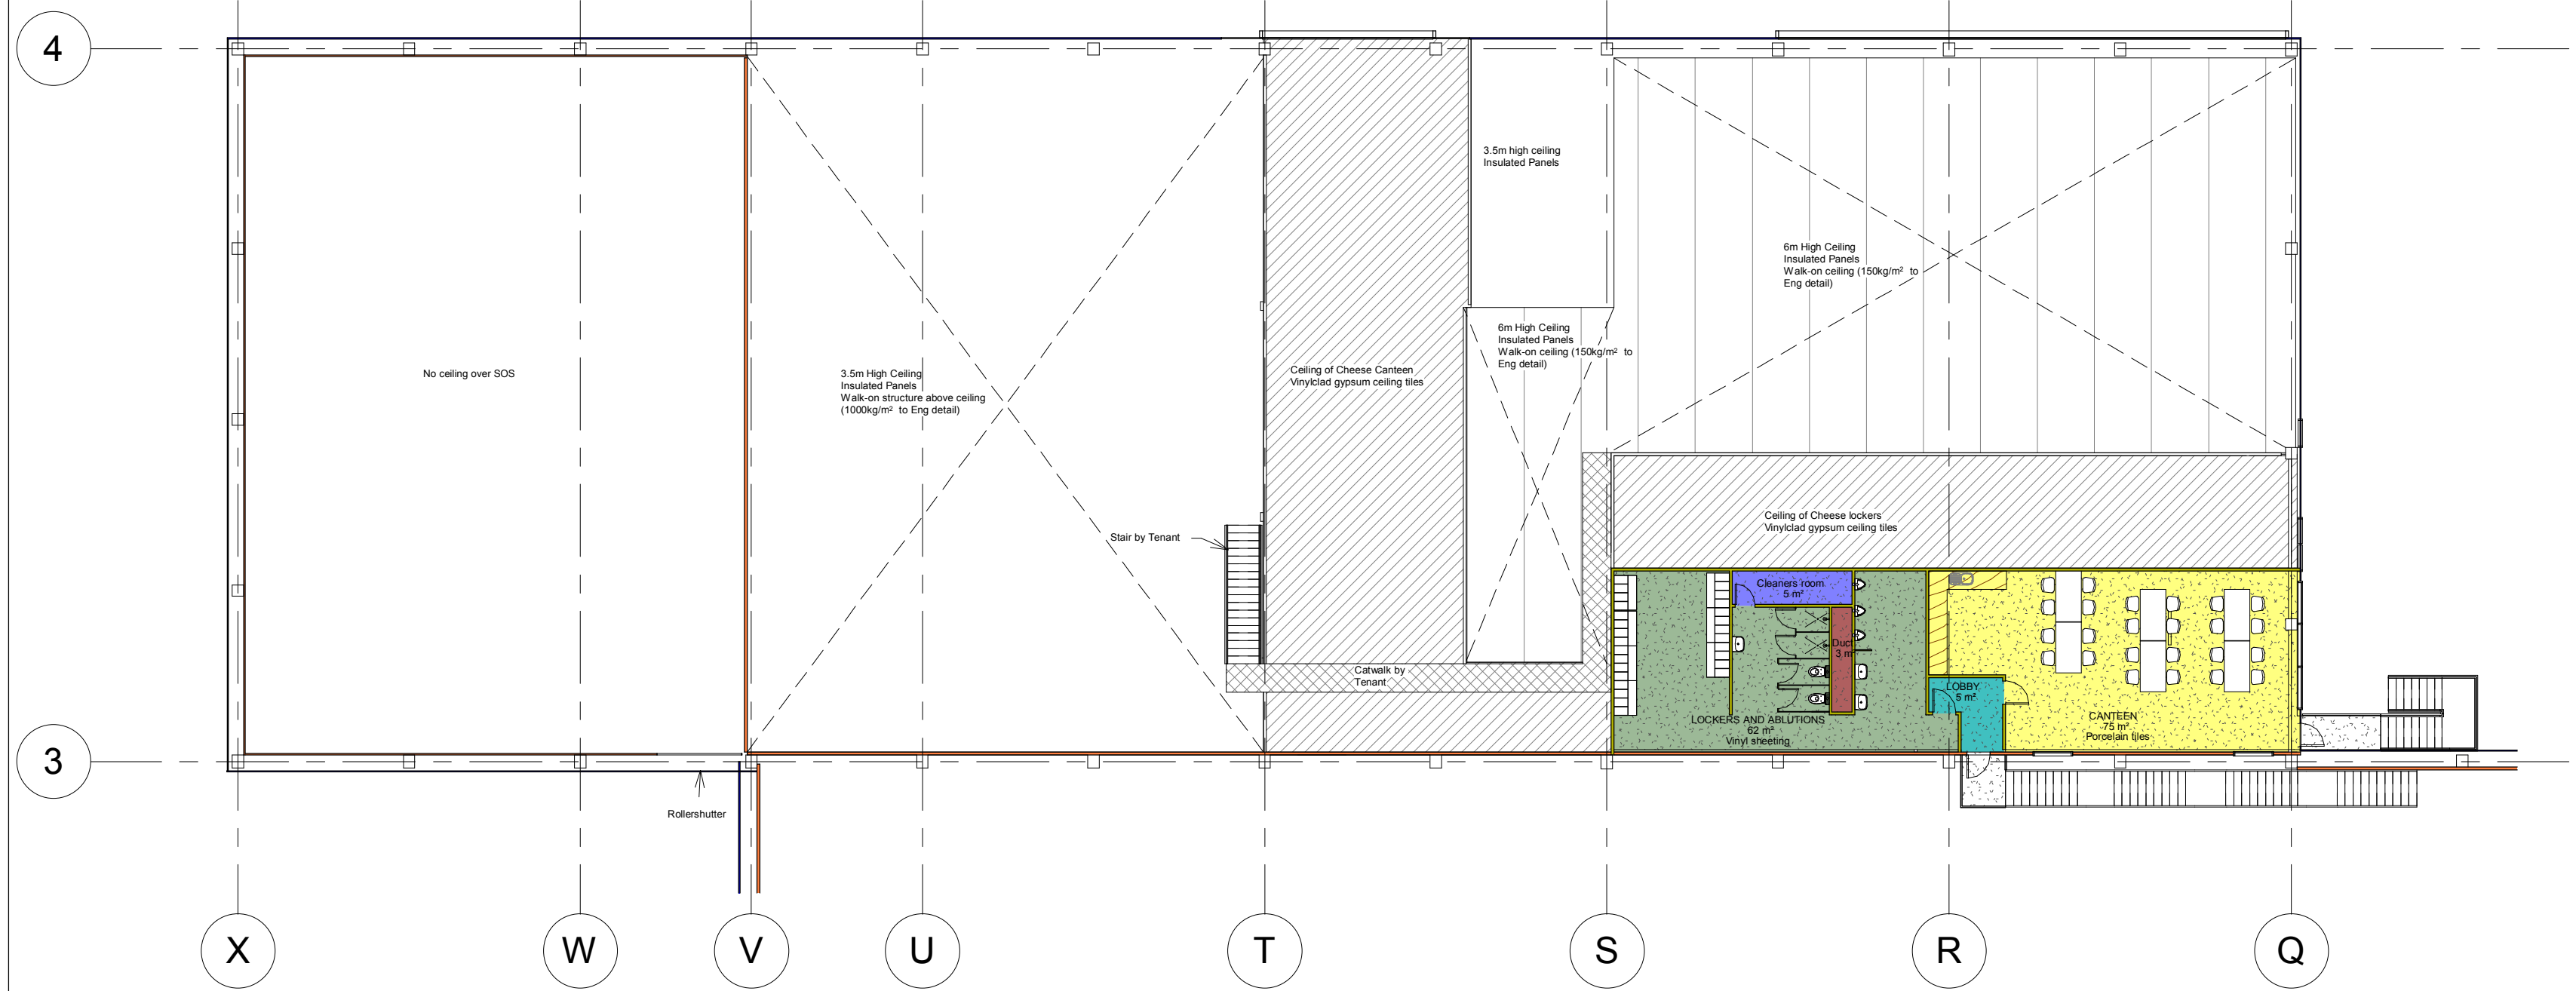 4
3.5m high ceiling
Insulated Panels
6m High Ceiling
Insulated Panels
Walk-on ceiling (150kg/m² to
Eng detail)
6m High Ceiling
Insulated Panels
Walk-on ceiling (150kg/m² to
Eng detail)
No ceiling over SOS
3.5m High Ceiling
Insulated Panels
Walk-on structure above ceiling
(1000kg/m² to Eng detail)
Ceiling of Cheese Canteen
Vinylclad gypsum ceiling tiles
Ceiling of Cheese lockers
Vinylclad gypsum ceiling tiles
Stair by Tenant
Cleaners room
5 m²
Duct
3 m²
Catwalk by
Tenant
LOBBY
5 m²
LOCKERS AND ABLUTIONS
62 m²
Vinyl sheeting
CANTEEN
75 m²
Porcelain tiles
3
Rollershutter
X
W
V
U
T
S
R
Q